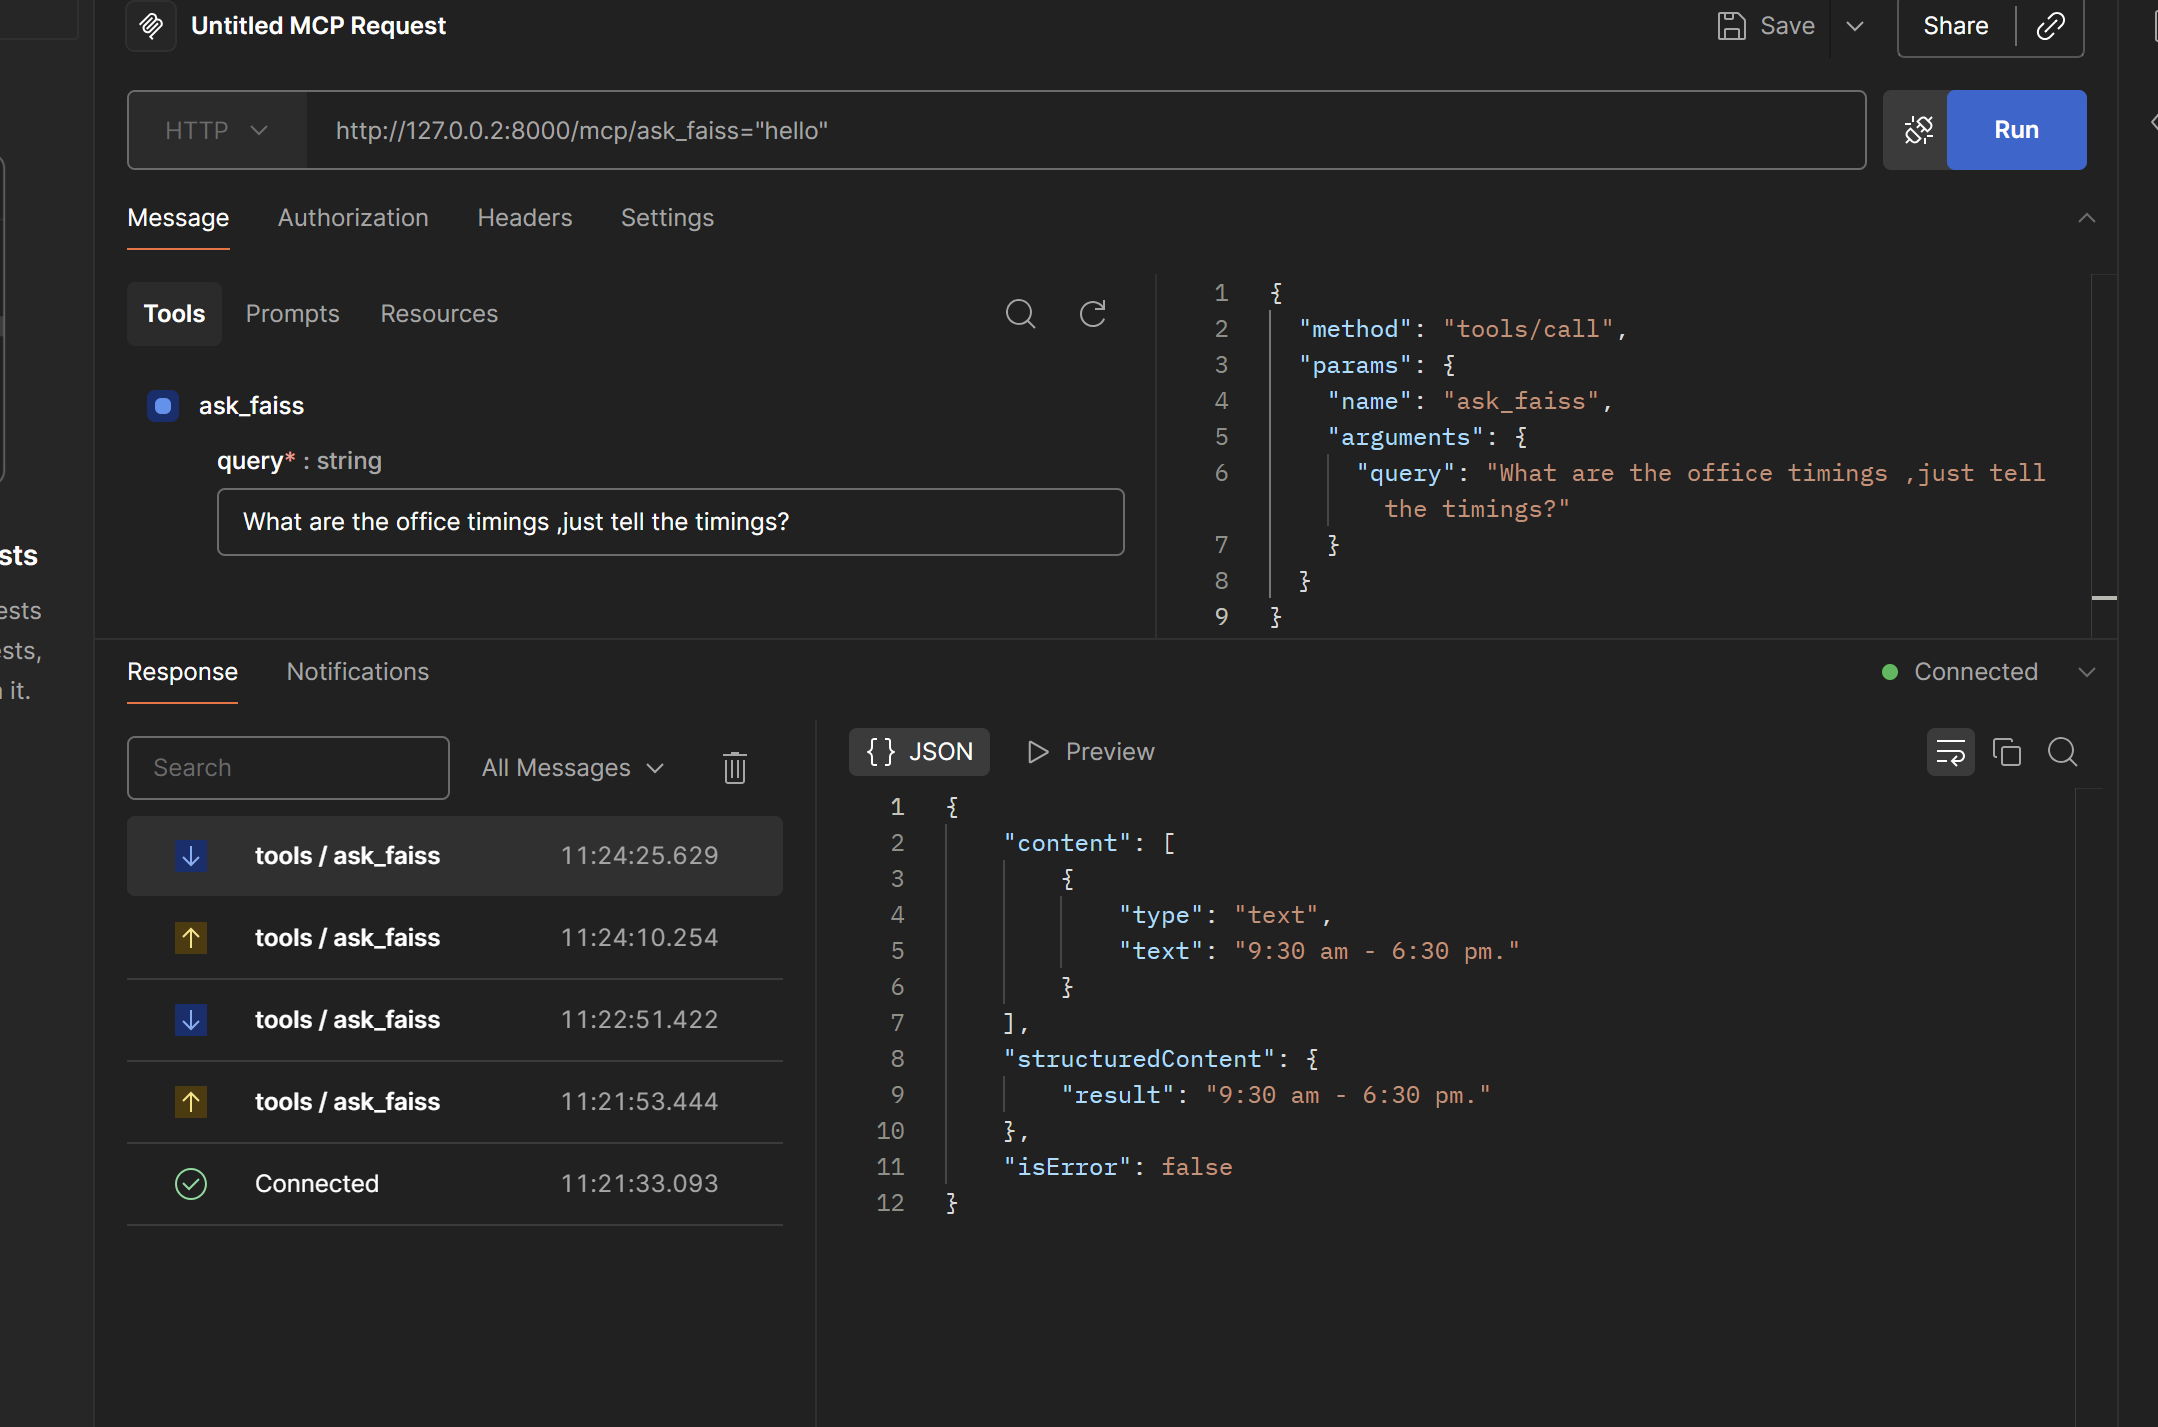 Untitled MCP Request
Save
Share
HTTP
http://127.0.0.2:8000/mcp/ask_faiss="hello"
Run
Message Authorization Headers Settings
Tools Prompts Resources
ask_faiss
query* : string
What are the office timings ,just tell the timings?
1 {
2 "method": "tools/call",
3 "params": {
4 "name": "ask_faiss",
5 "arguments": {
6 "query": "What are the office timings ,just tell
the timings?"
7 }
8 }
9 }
sts
ests
sts,
it.
Response Notifications
Connected
Search
All Messages
tools / ask_faiss 11:24:25.629
tools / ask_faiss 11:24:10.254
tools / ask_faiss 11:22:51.422
tools / ask_faiss 11:21:53.444
Connected 11:21:33.093
{} JSON
Preview
1 {
2 "content": [
3 {
4 "type": "text",
5 "text": "9:30 am - 6:30 pm."
6 }
7 ],
8 "structuredContent": {
9 "result": "9:30 am - 6:30 pm."
10 },
11 "isError": false
12 }